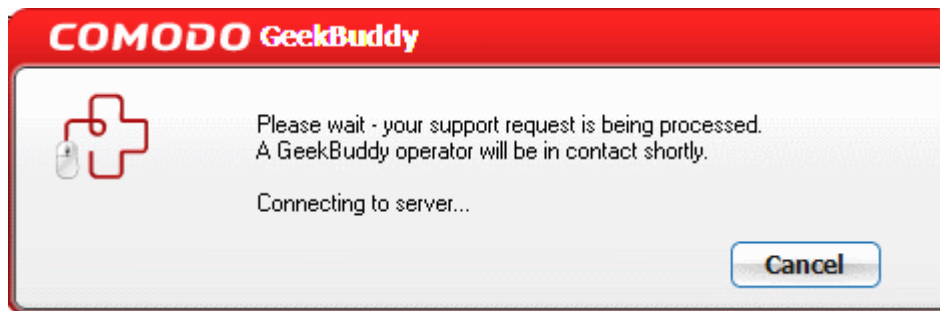 COMODO GeekBuddy
Please wait - your support request is being processed.
A GeekBuddy operator will be in contact shortly.
Connecting to server...
Cancel